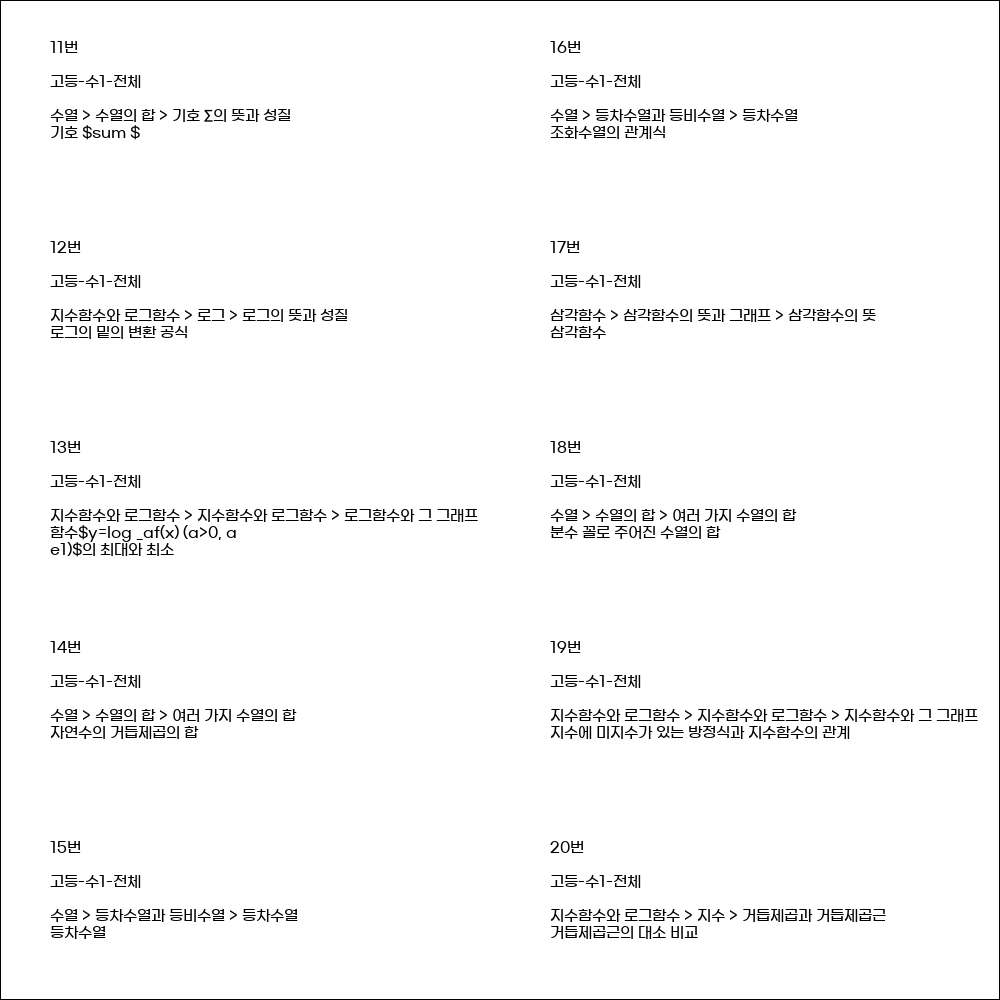 11번
고등-수1-전체
수열 > 수열의 합 > 기호 Σ의 뜻과 성질
기호 $sum $
12번
고등-수1-전체
지수함수와 로그함수 > 로그 > 로그의 뜻과 성질
로그의 밑의 변환 공식
13번
고등-수1-전체
지수함수와 로그함수 > 지수함수와 로그함수 > 로그함수와 그 그래프
함수$y=log _af(x) (a>0, a
e1)$의 최대와 최소
14번
고등-수1-전체
수열 > 수열의 합 > 여러 가지 수열의 합
자연수의 거듭제곱의 합
15번
고등-수1-전체
수열 > 등차수열과 등비수열 > 등차수열
등차수열
16번
고등-수1-전체
수열 > 등차수열과 등비수열 > 등차수열
조화수열의 관계식
17번
고등-수1-전체
삼각함수 > 삼각함수의 뜻과 그래프 > 삼각함수의 뜻
삼각함수
18번
고등-수1-전체
수열 > 수열의 합 > 여러 가지 수열의 합
분수 꼴로 주어진 수열의 합
19번
고등-수1-전체
지수함수와 로그함수 > 지수함수와 로그함수 > 지수함수와 그 그래프
지수에 미지수가 있는 방정식과 지수함수의 관계
20번
고등-수1-전체
지수함수와 로그함수 > 지수 > 거듭제곱과 거듭제곱근
거듭제곱근의 대소 비교